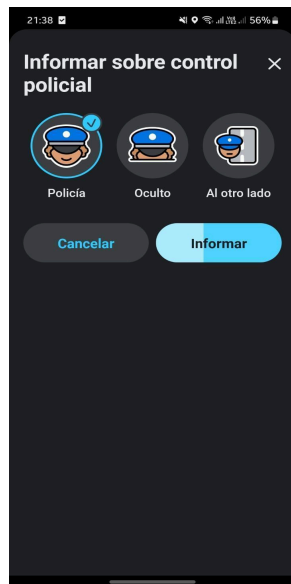 21:38
56%
Informar sobre control
policial
Policía
Oculto
Al otro lado
Cancelar
Informar